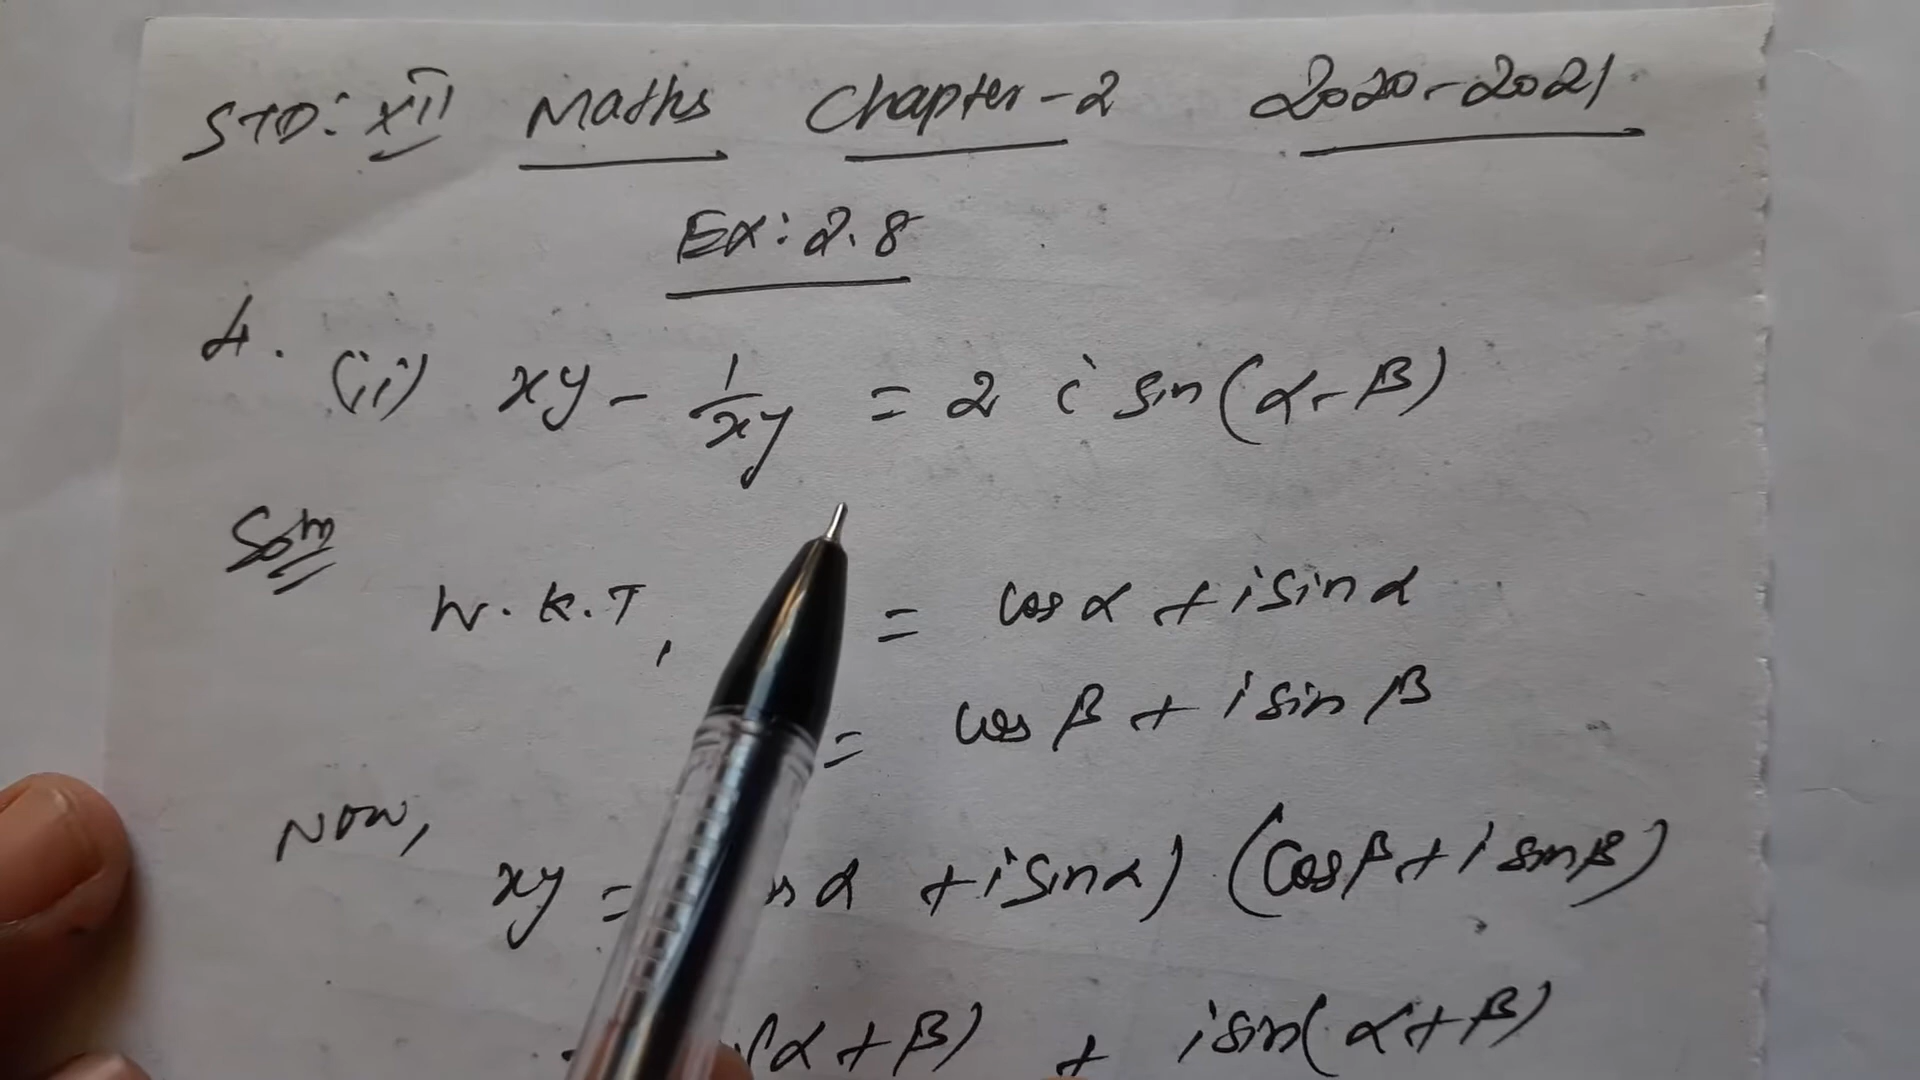 STD: XII Maths Chapter-2 2020-2021
Ex: 2.8
4. (ii) xy - 1/xy = 2 i sin(α-β)
Soln
W.K.T, = cos α + i sin α
= cos β + i sin β
Now,
xy = α + i sin α) (cos β + i sin β)
(α + β) + i sin(α + β)